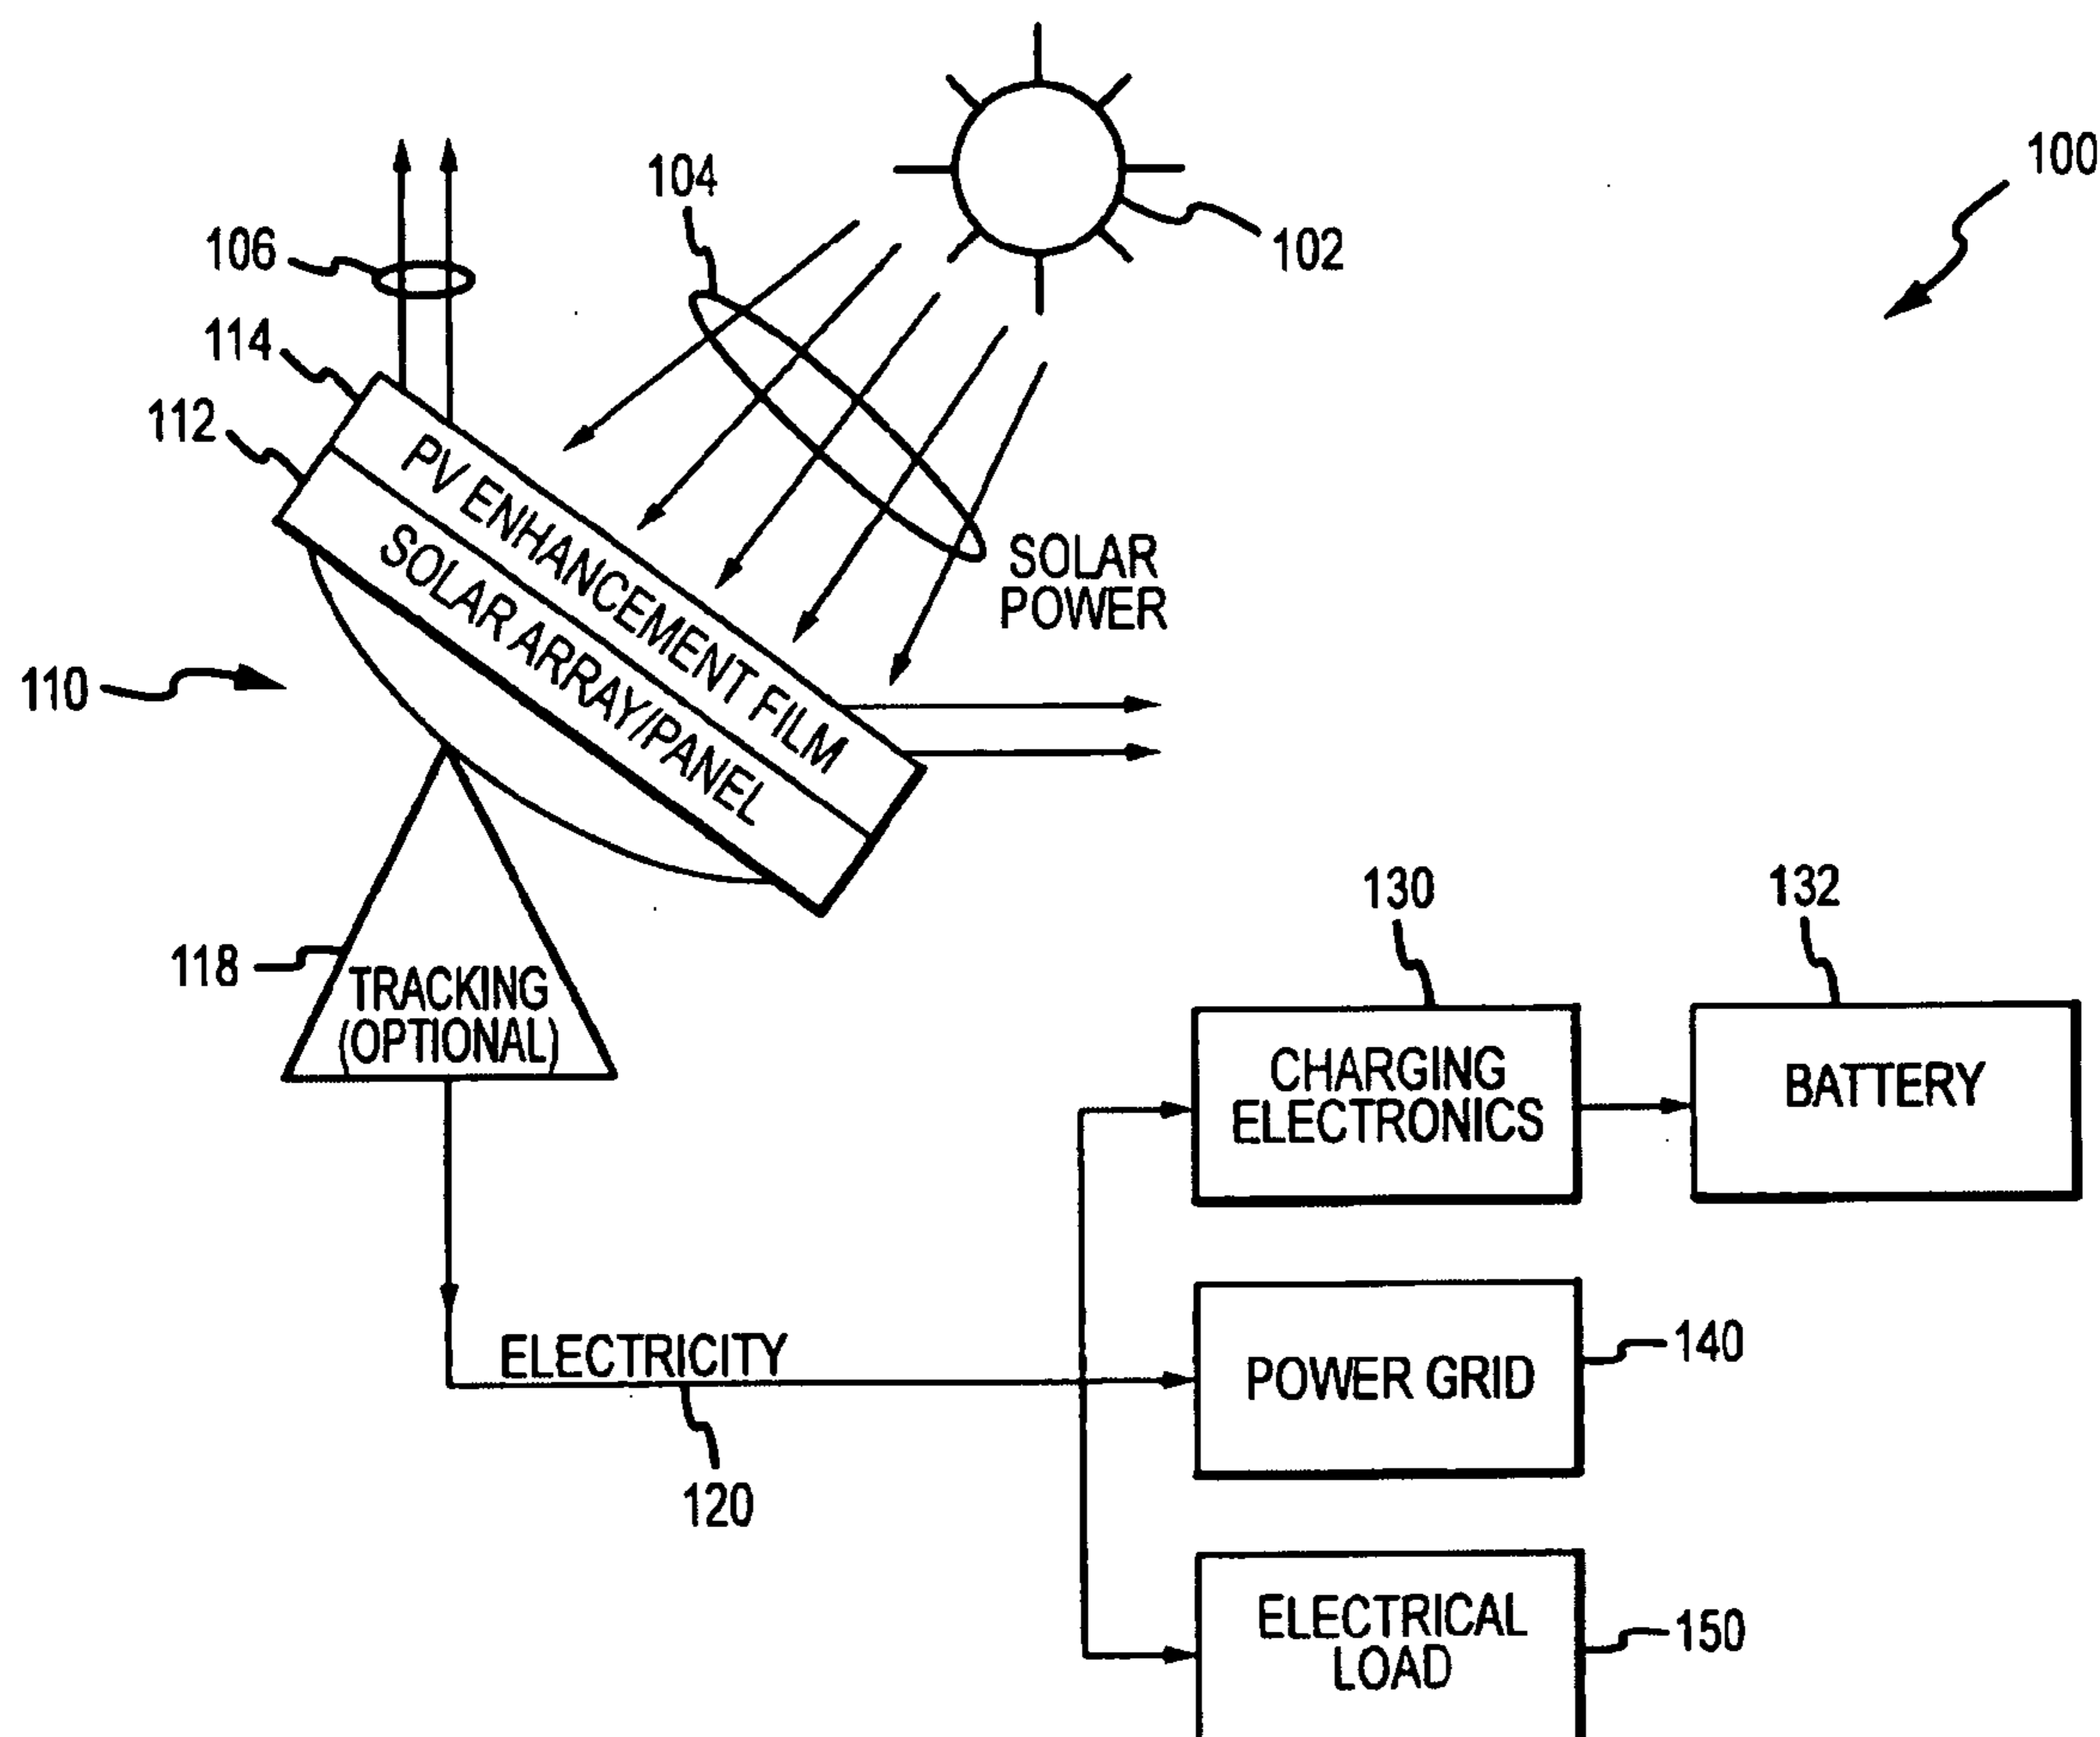 100
104
102
106
114
112
PV ENHANCEMENT FILM
SOLAR ARRAY/PANEL
SOLAR
POWER
110
118
TRACKING
(OPTIONAL)
130
132
CHARGING
ELECTRONICS
BATTERY
ELECTRICITY
120
POWER GRID
140
ELECTRICAL
LOAD
150